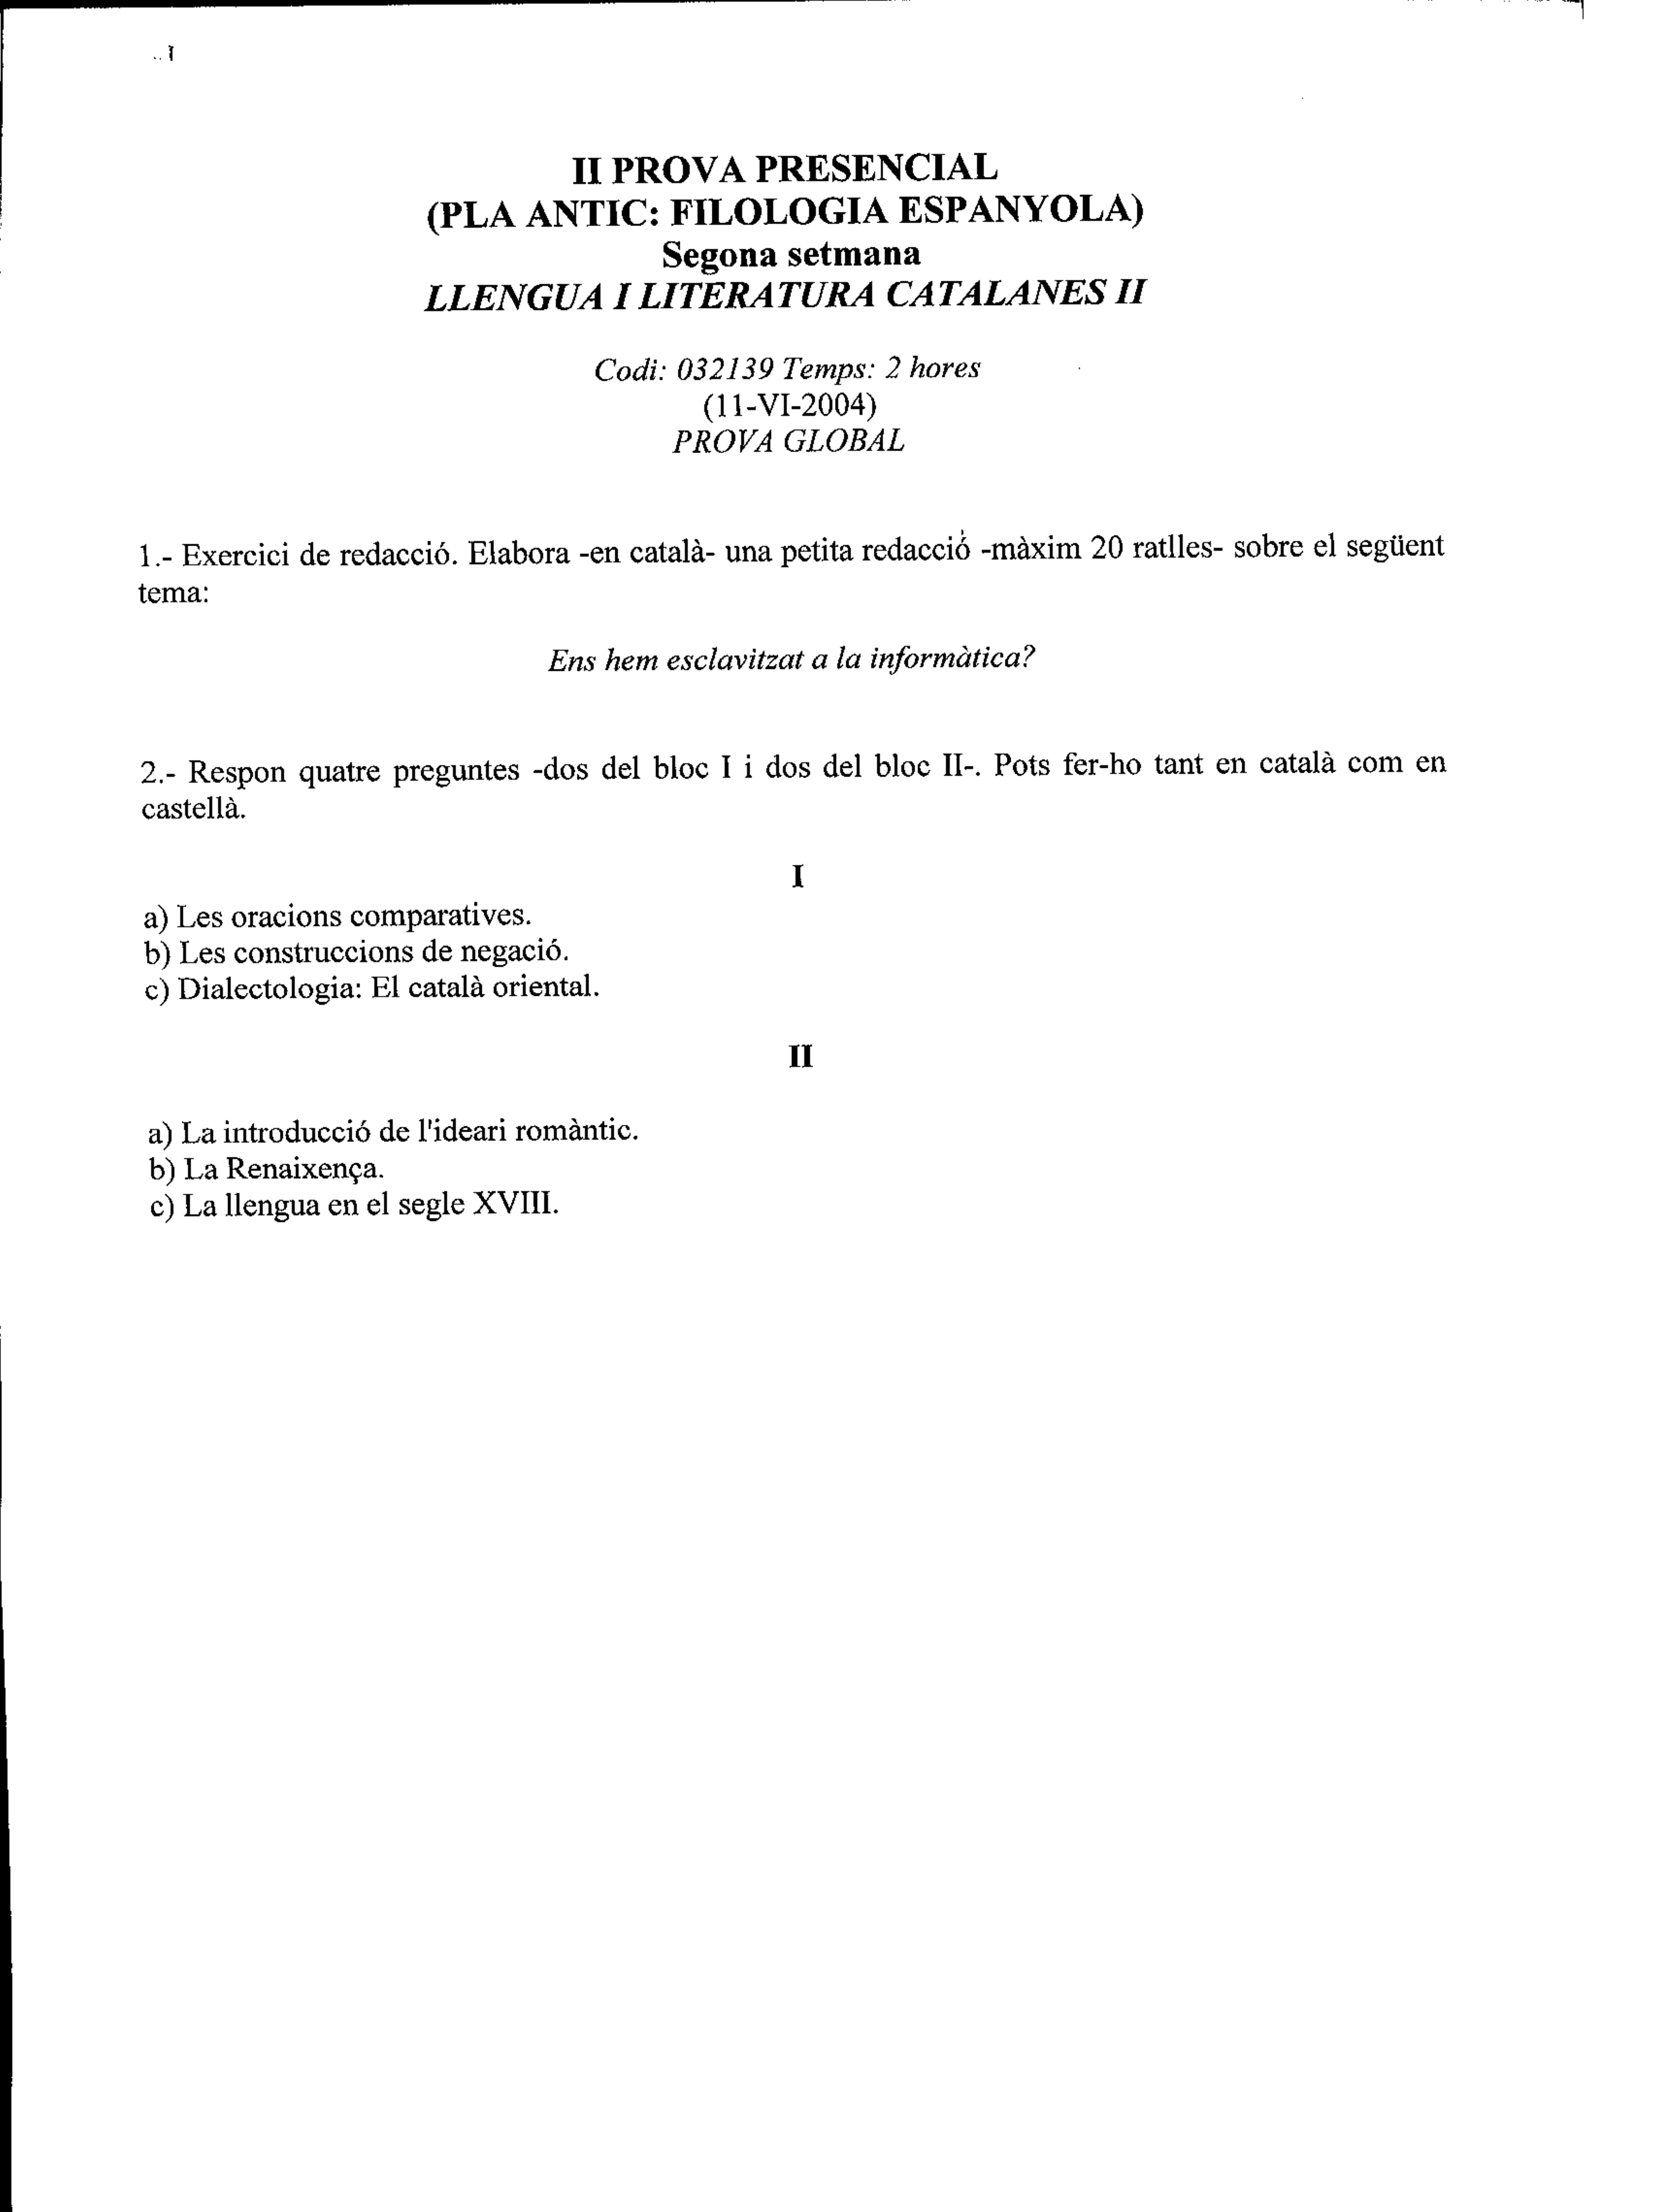 II PROVA PRESENCIAL
(PLA ANTIC: FILOLOGIA ESPANYOLA)
Segona setmana
LLENGUA I LITERATURA CATALANES II
Codi: 032139 Temps: 2 hores
(11-VI-2004)
PROVA GLOBAL
1.- Exercici de redacció. Elabora -en català- una petita redacció -màxim 20 ratlles- sobre el següent
tema:
Ens hem esclavitzat a la informàtica?
2.- Respon quatre preguntes -dos del bloc I i dos del bloc II-. Pots fer-ho tant en català com en
castellà.
I
a) Les oracions comparatives.
b) Les construccions de negació.
c) Dialectologia: El català oriental.
II
a) La introducció de l'ideari romàntic.
b) La Renaixença.
c) La llengua en el segle XVIII.